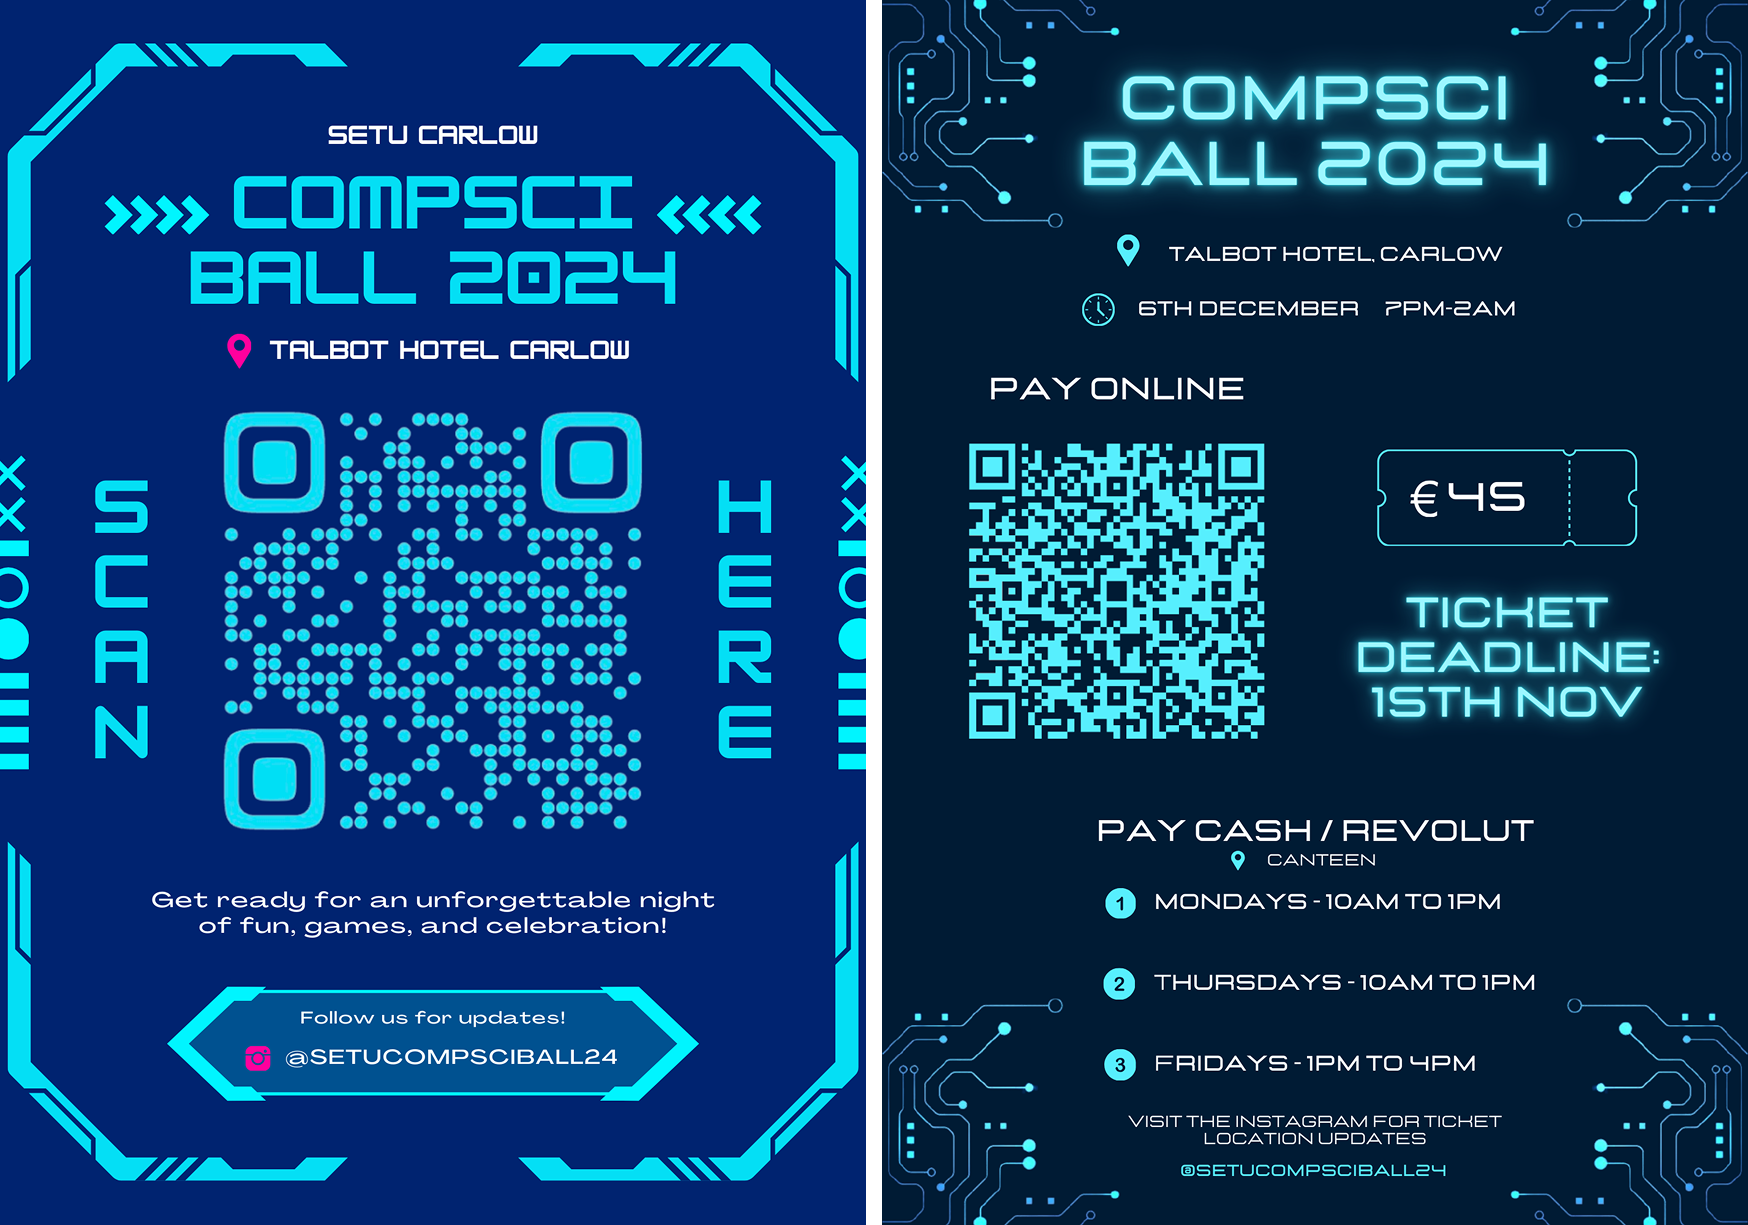 SETU CARLOW
COMPSCI
BALL 2024
TALBOT HOTEL CARLOW
SCAN
HERE
Get ready for an unforgettable night
of fun, games, and celebration!
Follow us for updates!
@SETUCOMPSCIBALL24
COMPSCI
BALL 2024
TALBOT HOTEL, CARLOW
6TH DECEMBER 7PM-2AM
PAY ONLINE
€45
TICKET
DEADLINE:
15TH NOV
PAY CASH / REVOLUT
CANTEEN
1 MONDAYS - 10AM TO 1PM
2 THURSDAYS - 10AM TO 1PM
3 FRIDAYS - 1PM TO 4PM
VISIT THE INSTAGRAM FOR TICKET
LOCATION UPDATES
@SETUCOMPSCIBALL24